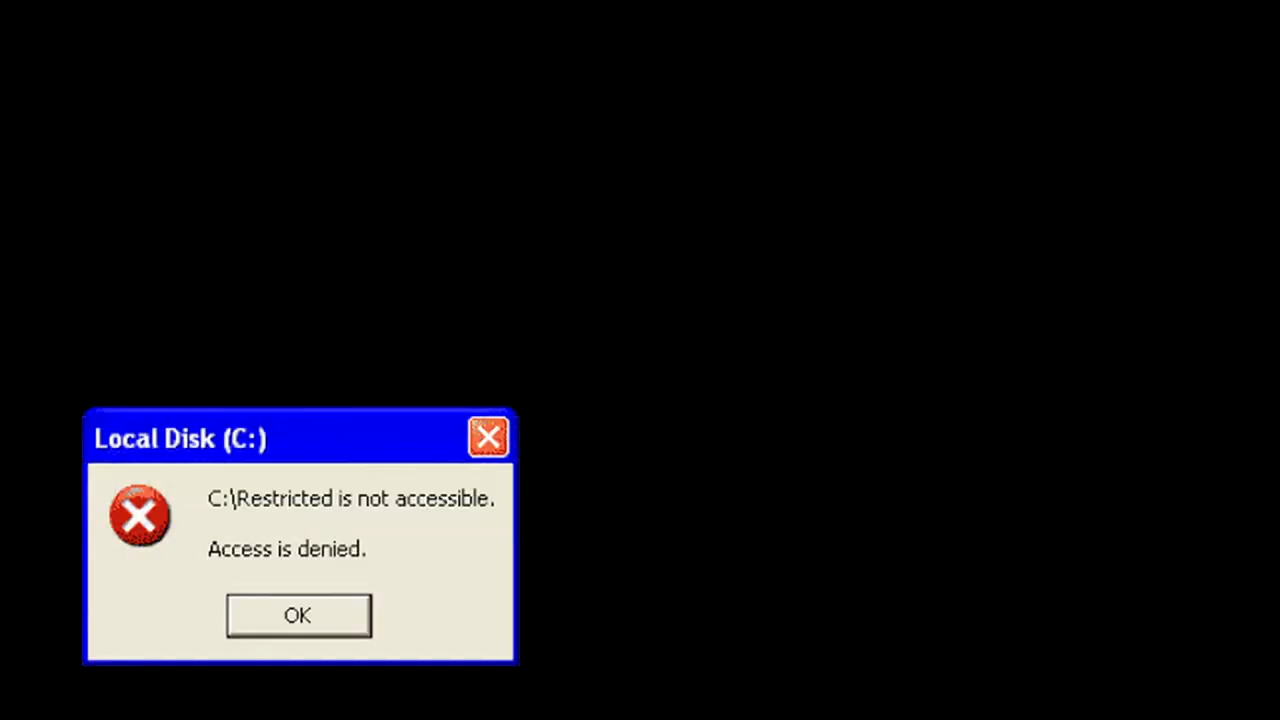 Local Disk (C:)
C:\Restricted is not accessible.
Access is denied.
OK